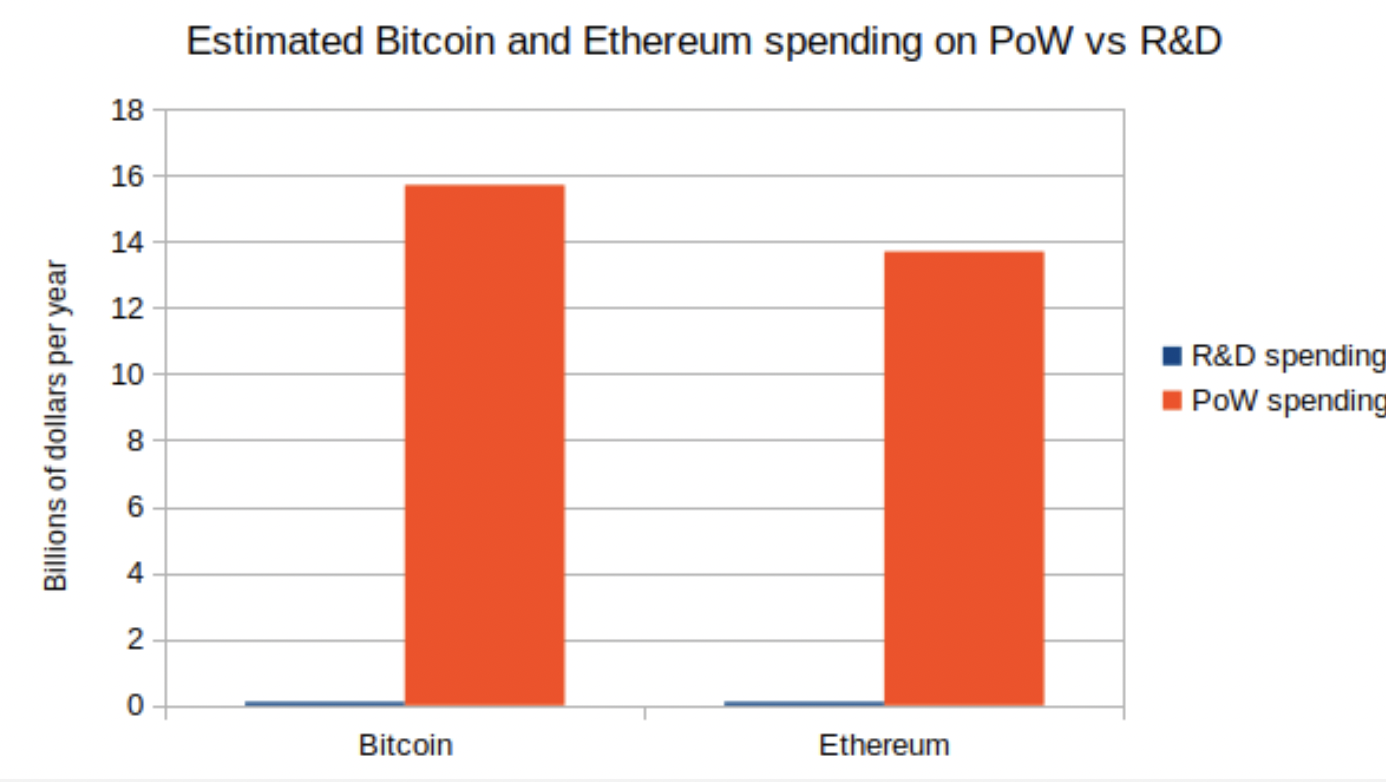 Estimated Bitcoin and Ethereum spending on PoW vs R&D
Billions of dollars per year
18
16
14
12
10
8
6
4
2
0
Bitcoin
Ethereum
R&D spending
PoW spending